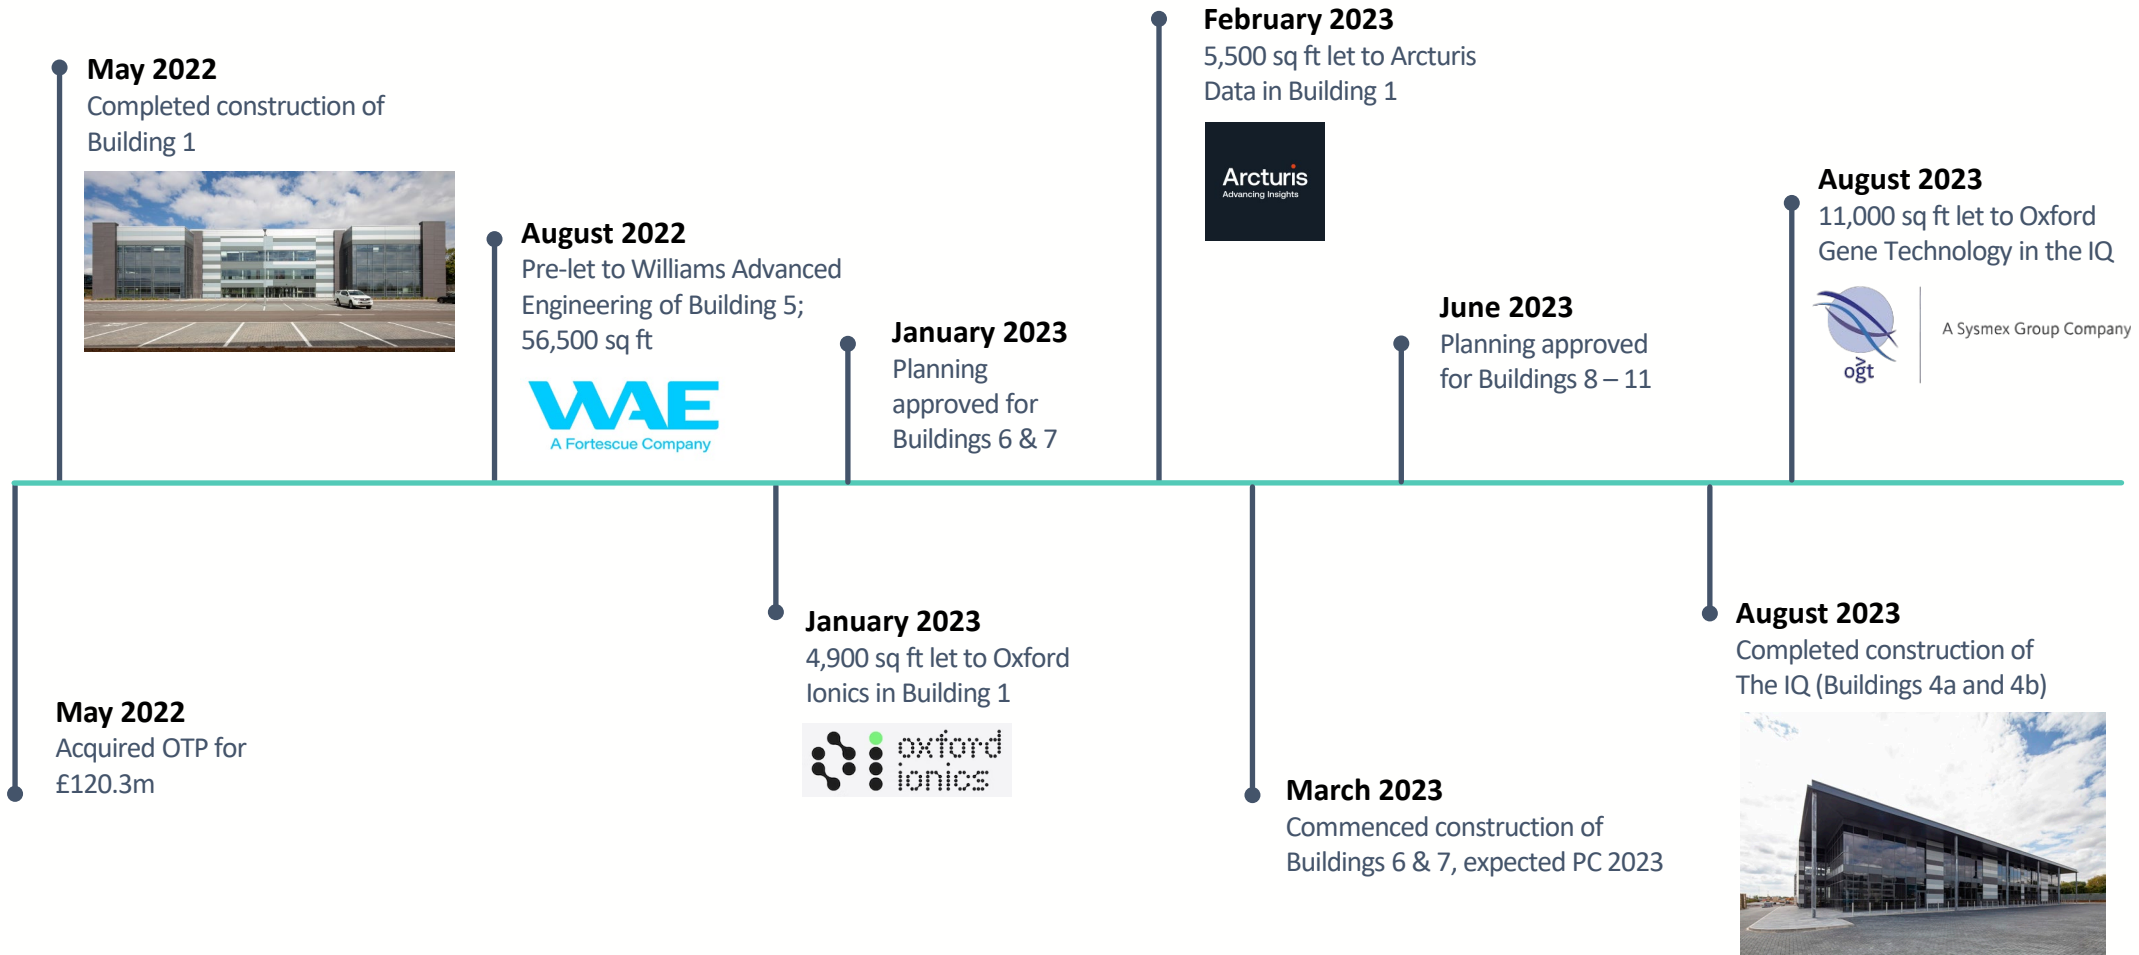 May 2022
Completed construction of
Building 1
August 2022
Pre-let to Williams Advanced
Engineering of Building 5;
56,500 sq ft
WAE
A Fortescue Company
January 2023
Planning
approved for
Buildings 6 & 7
February 2023
5,500 sq ft let to Arcturis
Data in Building 1
Arcturis
Advancing Insights
June 2023
Planning approved
for Buildings 8 – 11
August 2023
11,000 sq ft let to Oxford
Gene Technology in the IQ
ogt
A Sysmex Group Company
May 2022
Acquired OTP for
£120.3m
January 2023
4,900 sq ft let to Oxford
Ionics in Building 1
oxford
ionics
March 2023
Commenced construction of
Buildings 6 & 7, expected PC 2023
August 2023
Completed construction of
The IQ (Buildings 4a and 4b)